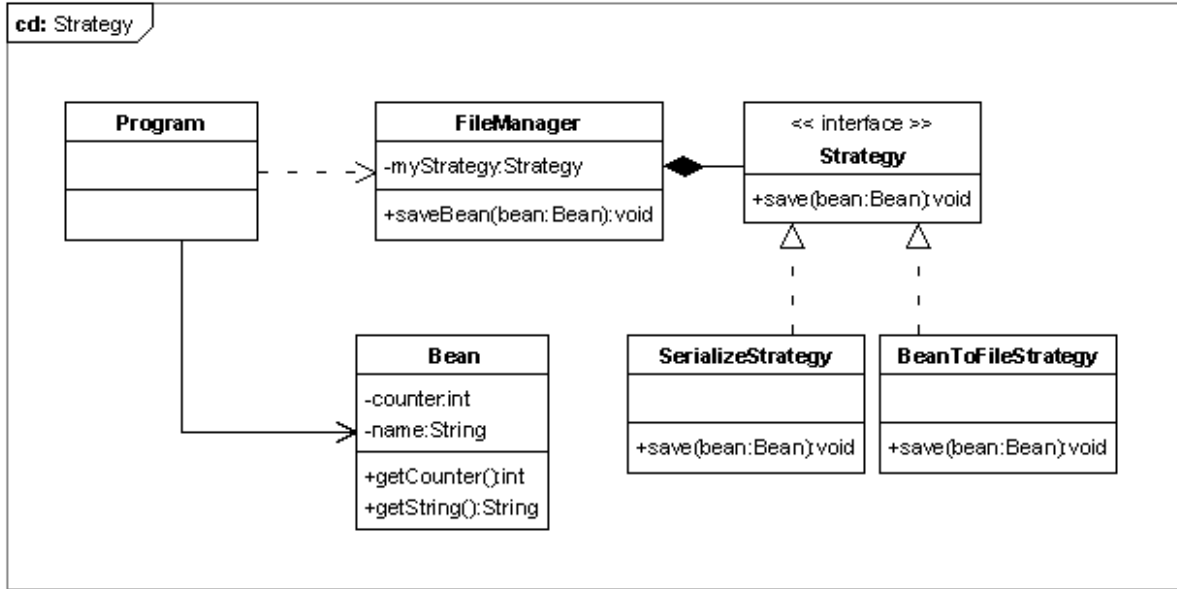 cd: Strategy
Program
FileManager
-myStrategy:Strategy
+saveBean(bean:Bean):void
<< interface >>
Strategy
+save(bean:Bean):void
Bean
-counter:int
-name:String
+getCounter():int
+getString():String
SerializeStrategy
+save(bean:Bean):void
BeanToFileStrategy
+save(bean:Bean):void